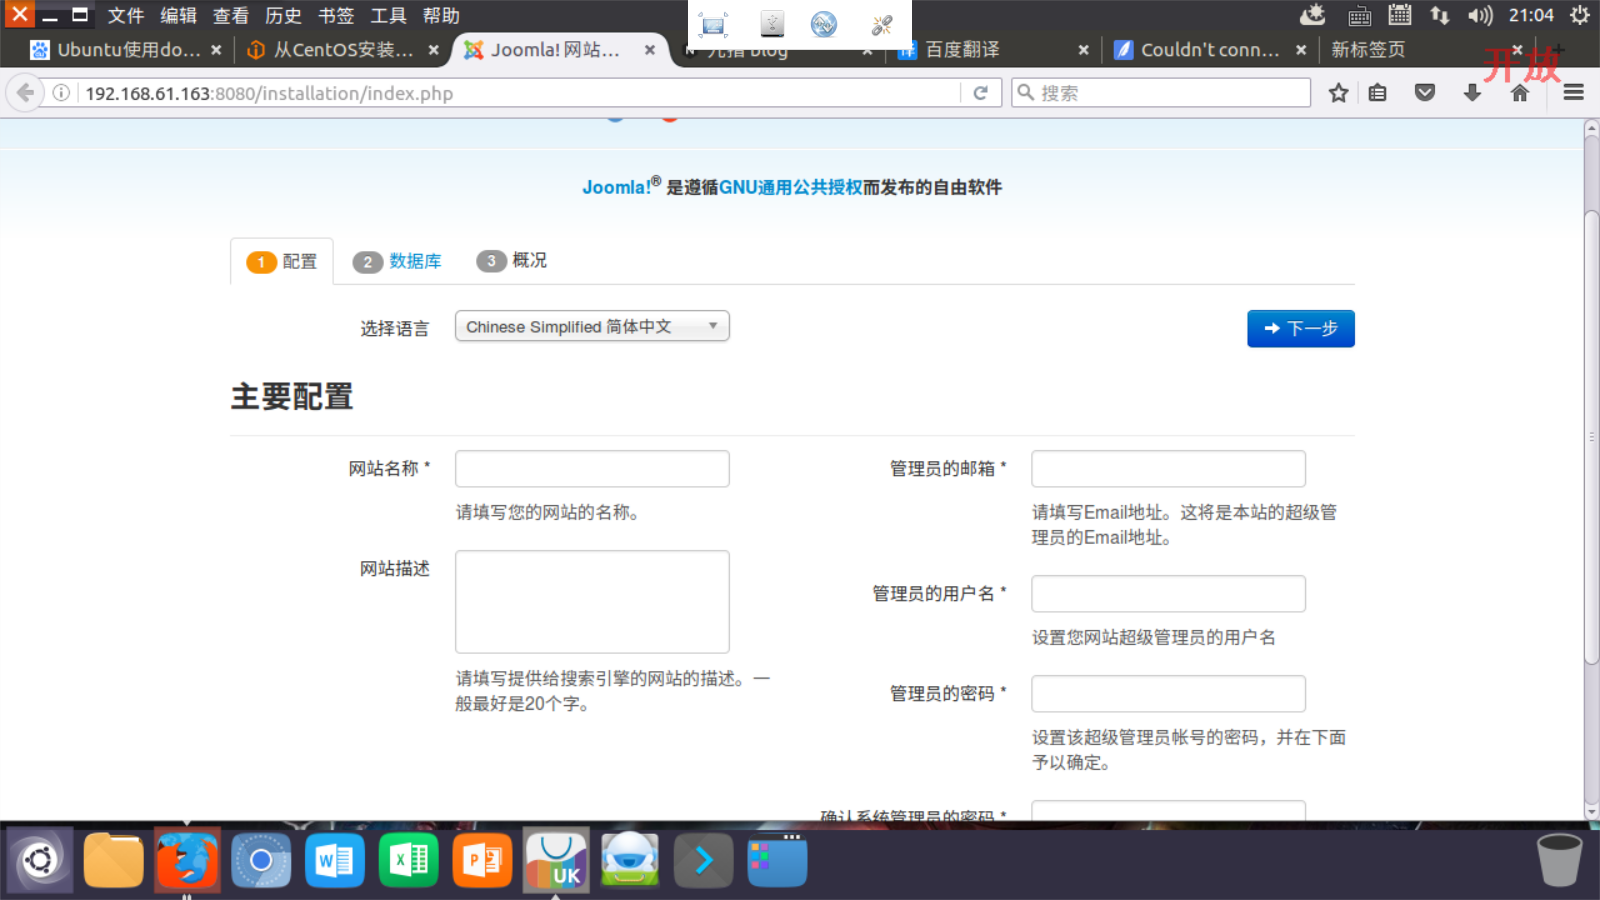 文件 编辑 查看 历史 书签 工具 帮助
21:04
Ubuntu使用do... 从CentOS安装... Joomla! 网站... 百度翻译 Couldn't conn... 新标签页
开放
192.168.61.163:8080/installation/index.php
搜索
Joomla!® 是遵循GNU通用公共授权而发布的自由软件
1 配置 2 数据库 3 概况
选择语言 Chinese Simplified 简体中文 下一步
主要配置
网站名称 *
请填写您的网站的名称。
网站描述
请填写提供给搜索引擎的网站的描述。一
般最好是20个字。
管理员的邮箱 *
请填写Email地址。这将是本站的超级管
理员的Email地址。
管理员的用户名 *
设置您网站超级管理员的用户名
管理员的密码 *
设置该超级管理员帐号的密码，并在下面
予以确定。
确认系统管理员的密码 *
W X P UK